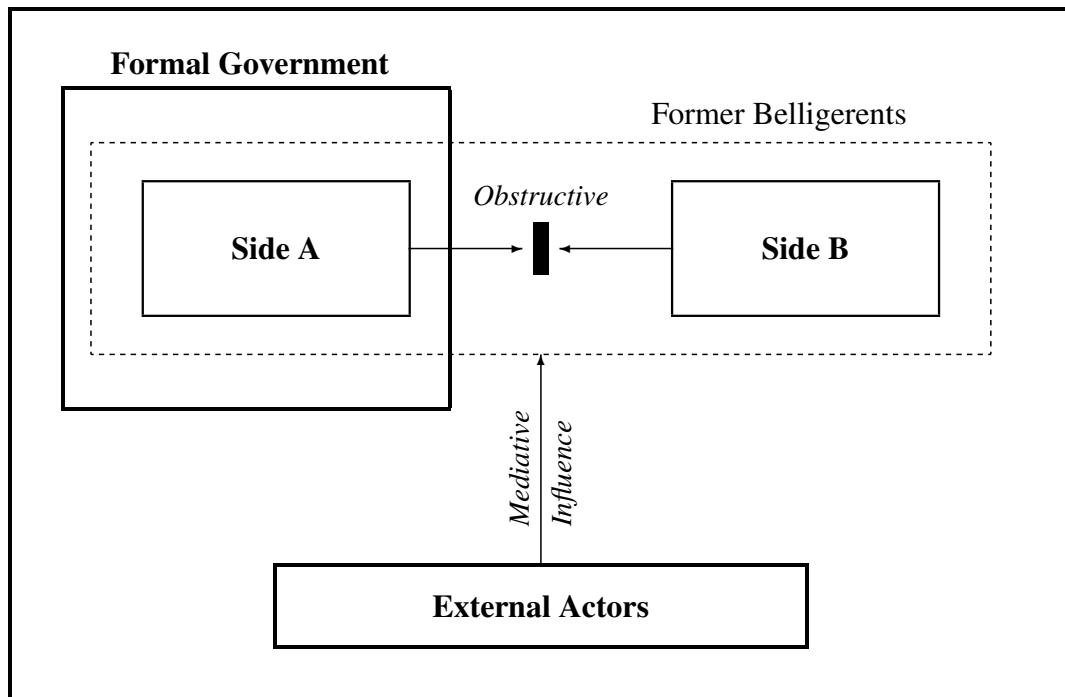 Formal Government
Former Belligerents
Obstructive
Side A
Side B
Mediative
Influence
External Actors